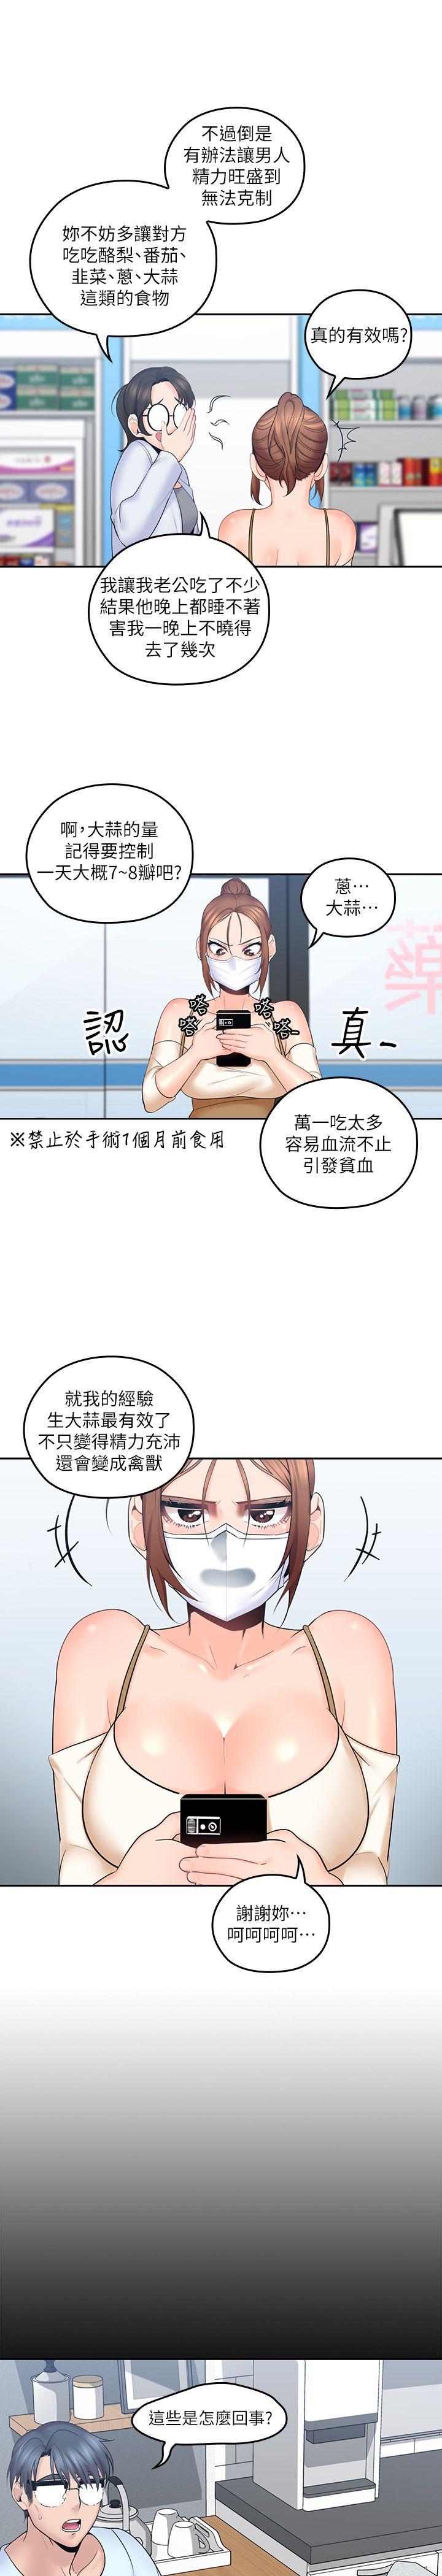 不過倒是
有辦法讓男人
精力旺盛到
無法克制
妳不妨多讓對方
吃吃酪梨、番茄、
韭菜、蔥、大蒜
這類的食物
真的有效嗎?
我讓我老公吃了不少
結果他晚上都睡不著
害我一晚上不曉得
去了幾次
啊,大蒜的量
記得要控制
一天大概7~8瓣吧?
蔥…
大蒜…
藥
嗒
嗒
嗒
嗒-
認
真-
※禁止於手術1個月前食用
萬一吃太多
容易血流不止
引發貧血
就我的經驗
生大蒜最有效了
不只變得精力充沛
還會變成禽獸
謝謝妳…
呵呵呵呵…
這些是怎麼回事?